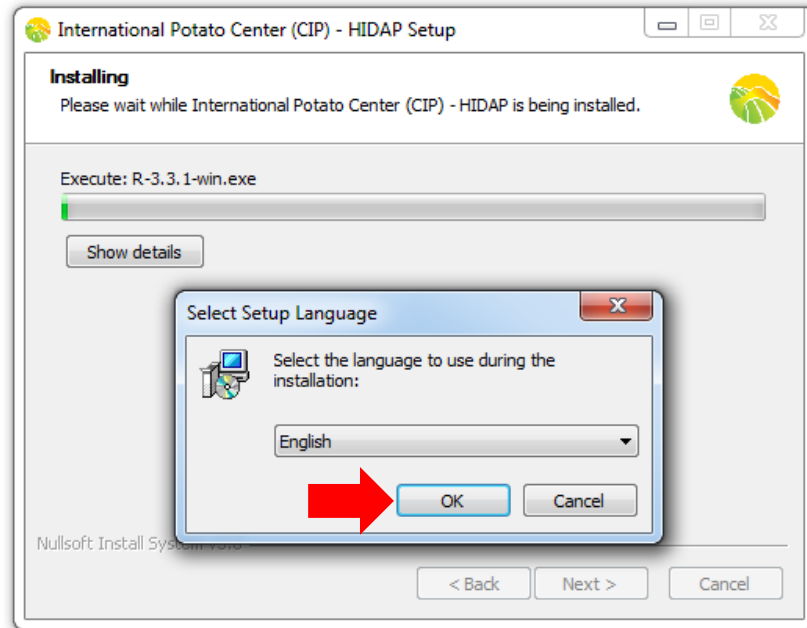 International Potato Center (CIP) - HIDAP Setup
Installing
Please wait while International Potato Center (CIP) - HIDAP is being installed.
Execute: R-3.3.1-win.exe
Show details
Select Setup Language
Select the language to use during the
installation:
English
OK Cancel
Nullsoft Install
< Back Next > Cancel